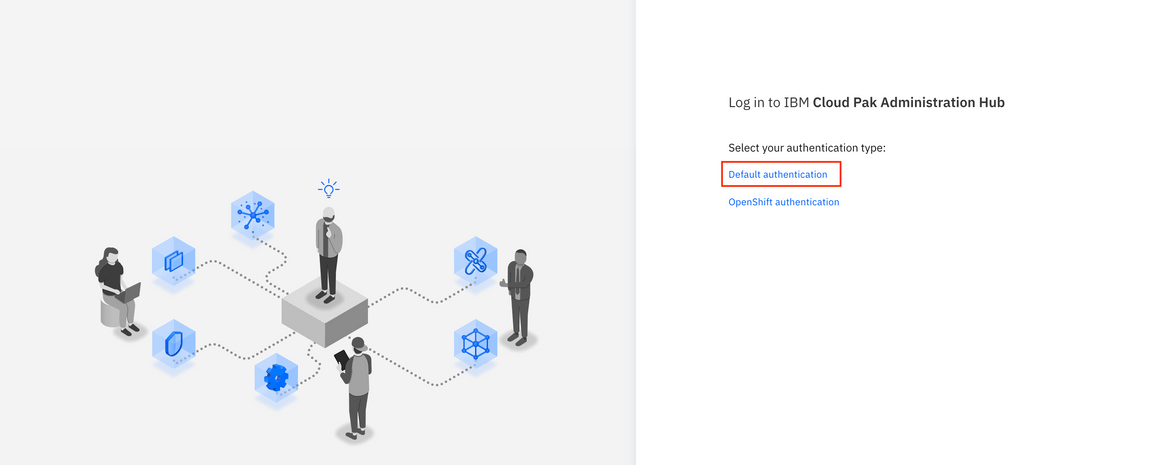 Log in to IBM Cloud Pak Administration Hub
Select your authentication type:
Default authentication
OpenShift authentication